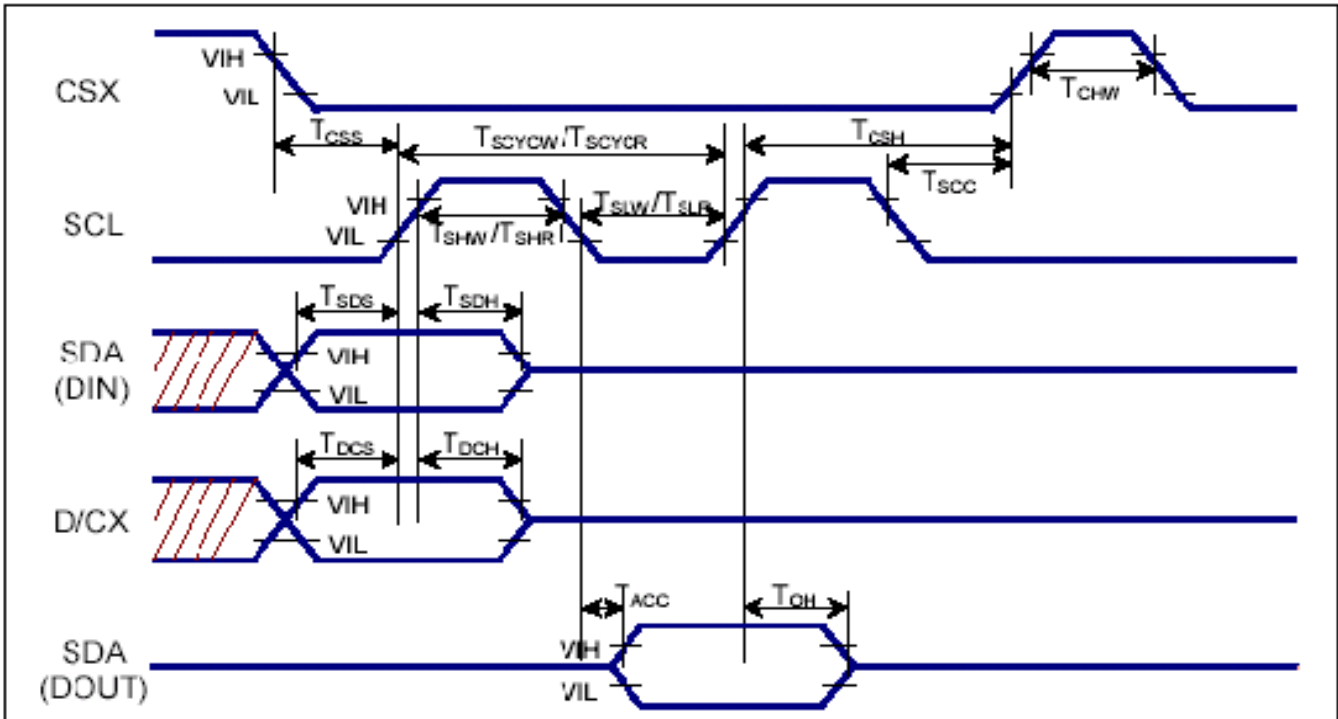 CSX
VIH
VIL
TCHW
TCSS
TSCYCW/TSCYCR
TCSH
TSCC
SCL
VIH
VIL
TSHW/TSHR
TSLW/TSLR
SDA
(DIN)
TSDS
TSDH
VIH
VIL
D/CX
TDCS
TDCH
VIH
VIL
SDA
(DOUT)
TACC
TOH
VIH
VIL